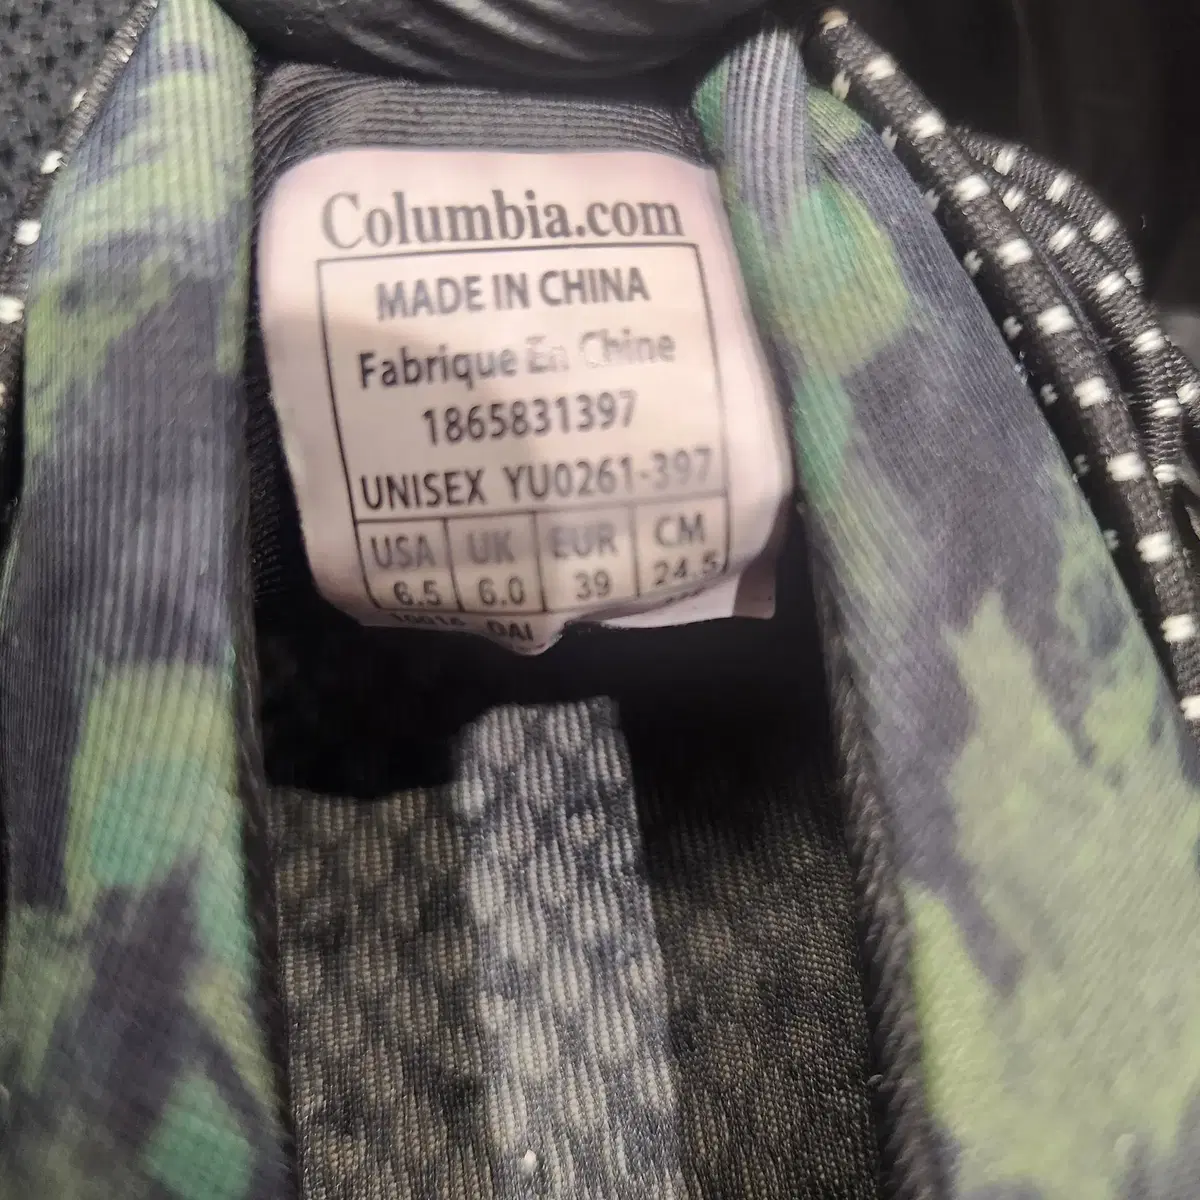 Columbia.com
MADE IN CHINA
Fabrique En Chine
1865831397
UNISEX YU0261-397
USA UK EUR CM
6.5 6.0 39 24.5